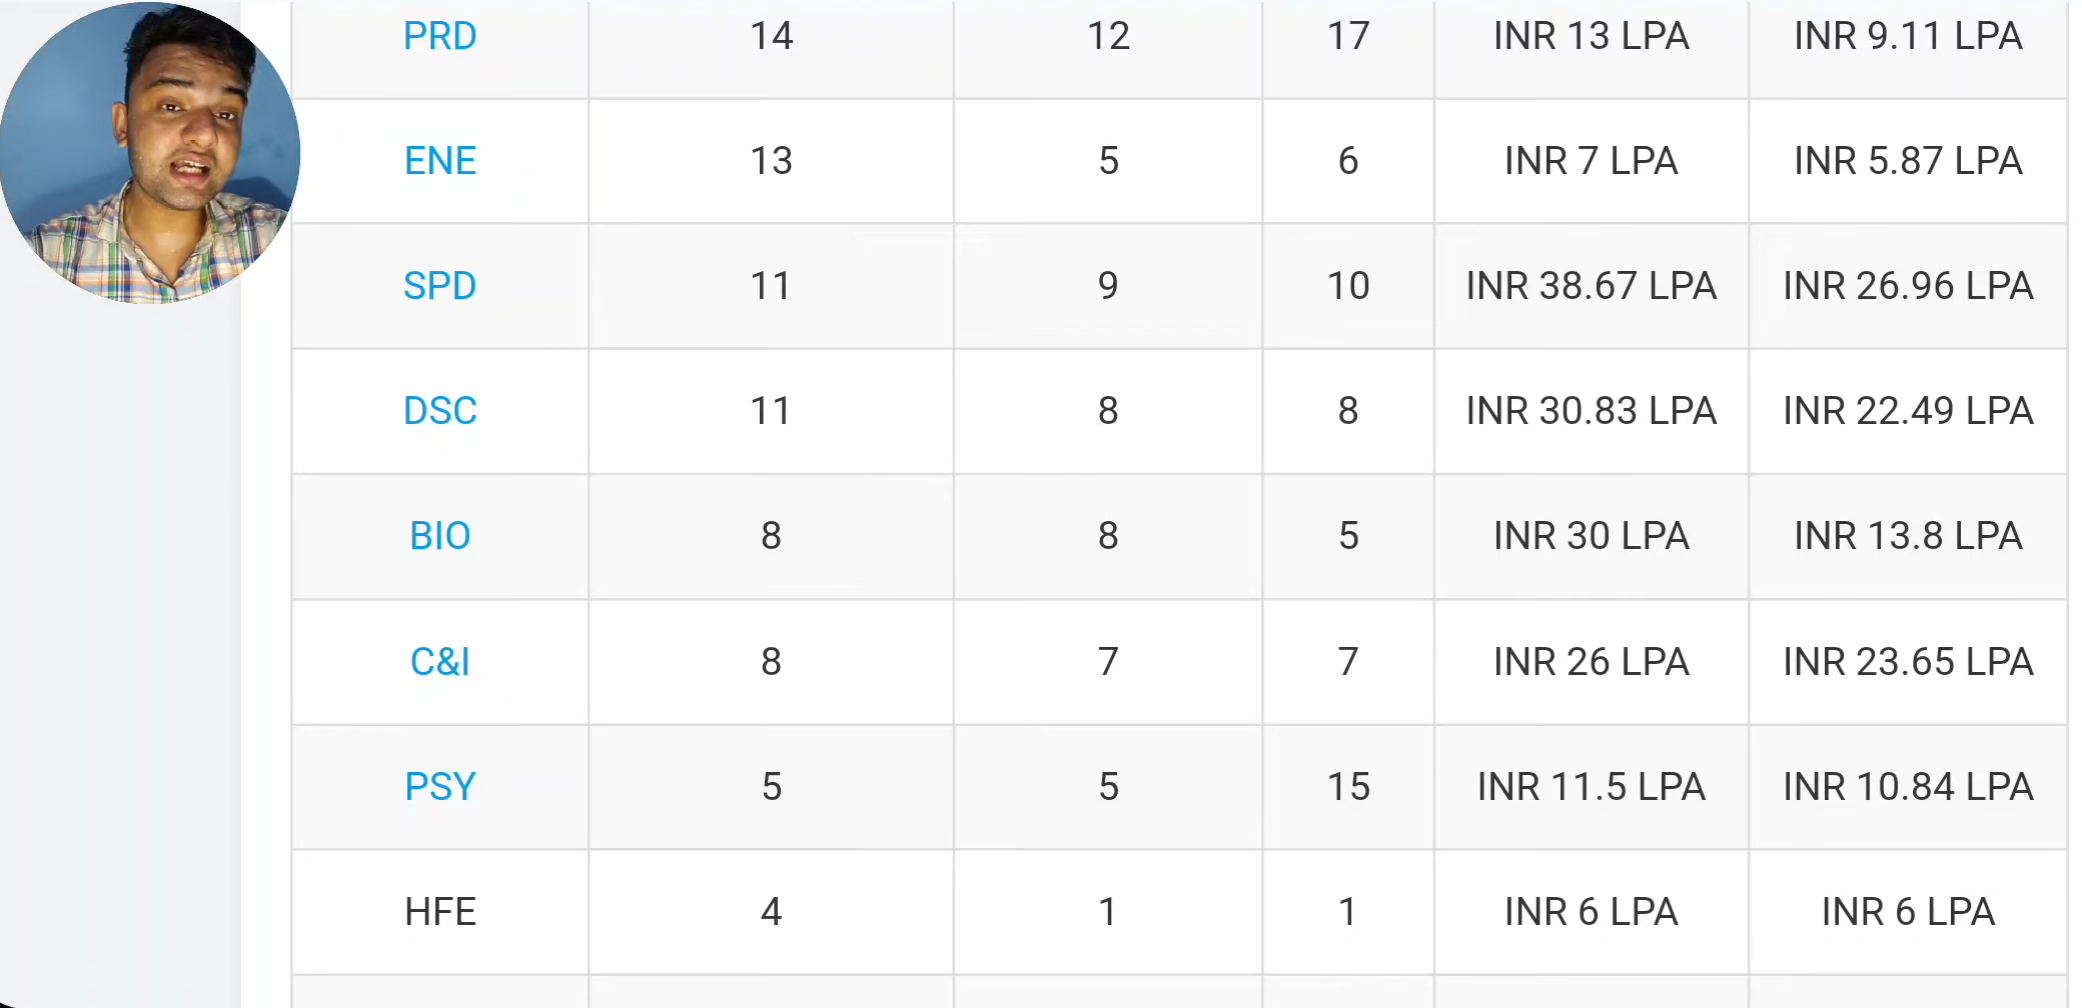 PRD 14 12 17 INR 13 LPA INR 9.11 LPA
ENE 13 5 6 INR 7 LPA INR 5.87 LPA
SPD 11 9 10 INR 38.67 LPA INR 26.96 LPA
DSC 11 8 8 INR 30.83 LPA INR 22.49 LPA
BIO 8 8 5 INR 30 LPA INR 13.8 LPA
C&I 8 7 7 INR 26 LPA INR 23.65 LPA
PSY 5 5 15 INR 11.5 LPA INR 10.84 LPA
HFE 4 1 1 INR 6 LPA INR 6 LPA